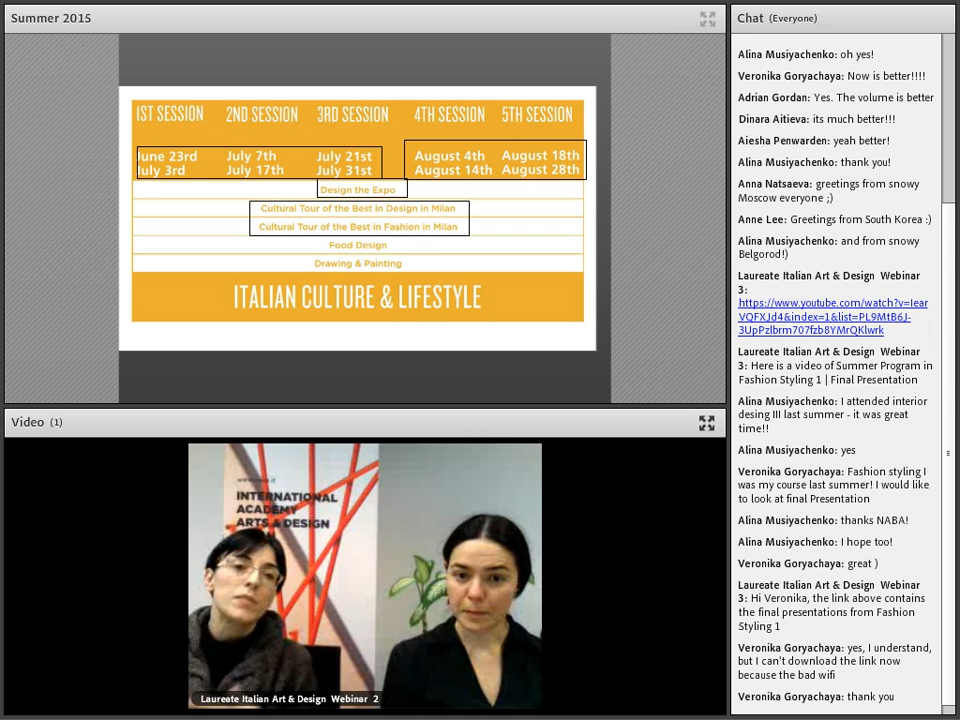 Summer 2015
1ST SESSION 2ND SESSION 3RD SESSION 4TH SESSION 5TH SESSION
June 23rd July 7th July 21st August 4th August 18th
July 3rd July 17th July 31st August 14th August 28th
Design the Expo
Cultural Tour of the Best in Design in Milan
Cultural Tour of the Best in Fashion in Milan
Food Design
Drawing & Painting
ITALIAN CULTURE & LIFESTYLE
Video (1)
INTERNATIONAL
ACADEMY
ARTS & DESIGN
Laureate Italian Art & Design Webinar 2
Chat (Everyone)
Alina Musiyachenko: oh yes!
Veronika Goryachaya: Now is better!!!!
Adrian Gordan: Yes. The volume is better
Dinara Aitieva: its much better!!!
Aiesha Penwarden: yeah better!
Alina Musiyachenko: thank you!
Anna Natsaeva: greetings from snowy
Moscow everyone ;)
Anne Lee: Greetings from South Korea :)
Alina Musiyachenko: and from snowy
Belgorod!)
Laureate Italian Art & Design Webinar
3:
https://www.youtube.com/watch?v=Iear
VQFXJd4&index=1&list=PL9MtB6J-
3UpPzlbrm707fzb8YMrQKlwrk
Laureate Italian Art & Design Webinar
3: Here is a video of Summer Program in
Fashion Styling 1 | Final Presentation
Alina Musiyachenko: I attended interior
desing III last summer - it was great
time!!
Alina Musiyachenko: yes
Veronika Goryachaya: Fashion styling I
was my course last summer! I would like
to look at final Presentation
Alina Musiyachenko: thanks NABA!
Alina Musiyachenko: I hope too!
Veronika Goryachaya: great )
Laureate Italian Art & Design Webinar
3: Hi Veronika, the link above contains
the final presentations from Fashion
Styling 1
Veronika Goryachaya: yes, I understand,
but I can't download the link now
because the bad wifi
Veronika Goryachaya: thank you